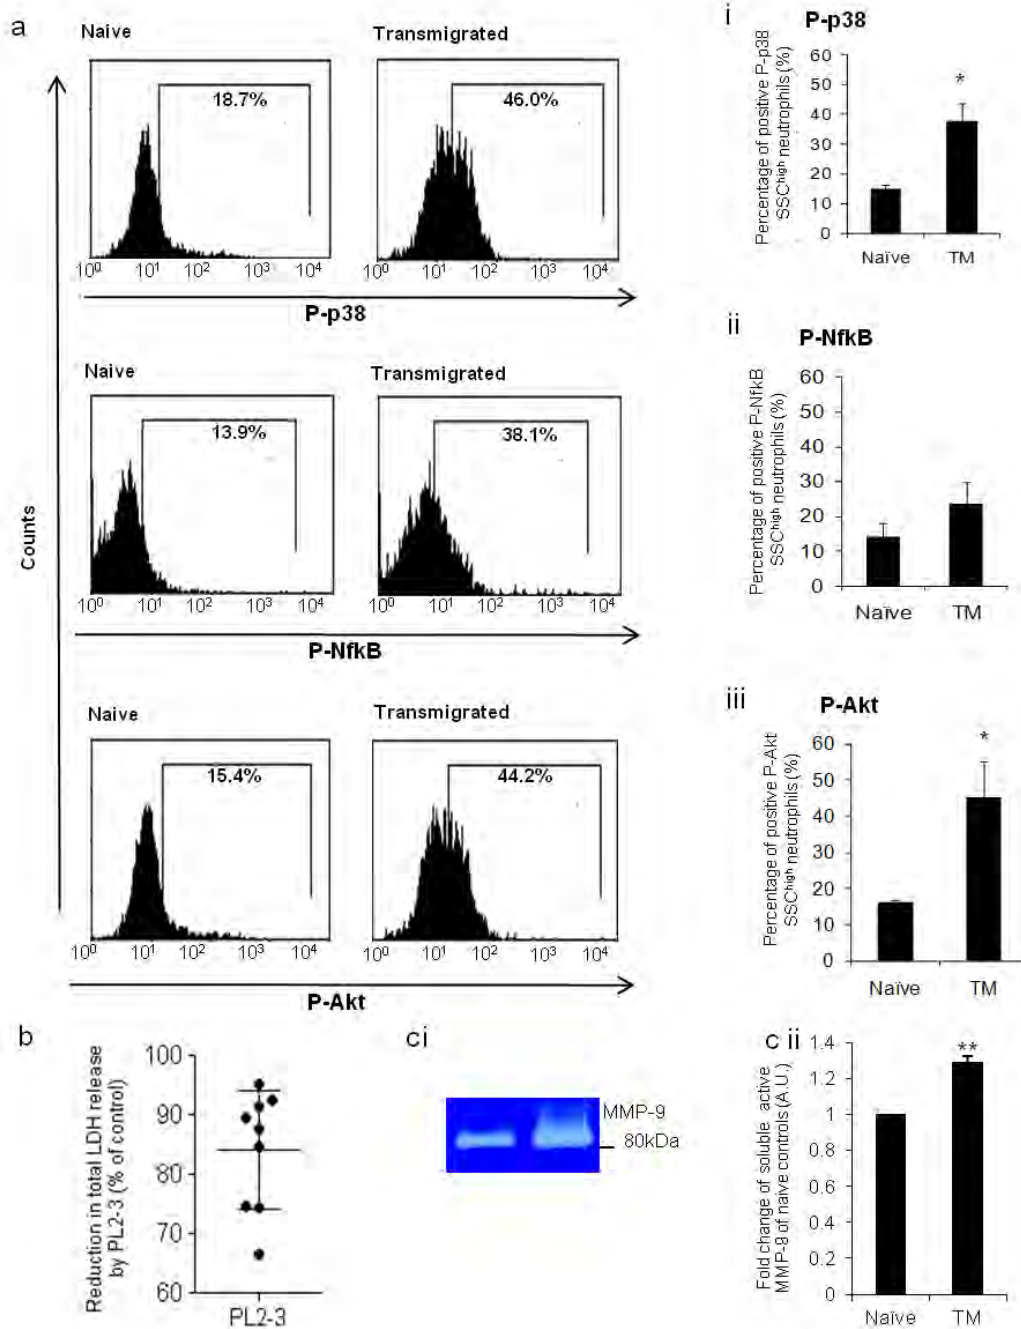 a
Naive
Transmigrated
18.7%
46.0%
10⁰ 10¹ 10² 10³ 10⁴
10⁰ 10¹ 10² 10³ 10⁴
P-p38
Naive
Transmigrated
13.9%
38.1%
10⁰ 10¹ 10² 10³ 10⁴
10⁰ 10¹ 10² 10³ 10⁴
P-NfkB
Naive
Transmigrated
15.4%
44.2%
10⁰ 10¹ 10² 10³ 10⁴
10⁰ 10¹ 10² 10³ 10⁴
P-Akt
Counts
i
P-p38
Percentage of positive P-p38
SSCʰⁱᵍʰ neutrophils (%)
60
50
40
30
20
10
0
*
Naïve TM
ii
P-NfkB
Percentage of positive P-NfkB
SSCʰⁱᵍʰ neutrophils (%)
60
50
40
30
20
10
0
Naïve TM
iii
P-Akt
Percentage of positive P-Akt
SSCʰⁱᵍʰ neutrophils (%)
60
50
40
30
20
10
0
*
Naïve TM
b
Reduction in total LDH release
by PL2-3 (% of control)
100
90
80
70
60
PL2-3
ci
MMP-9
80kDa
c ii
Fold change of soluble active
MMP-9 of naive controls (A.U.)
1.4
1.2
1
0.8
0.6
0.4
0.2
0
**
Naïve TM